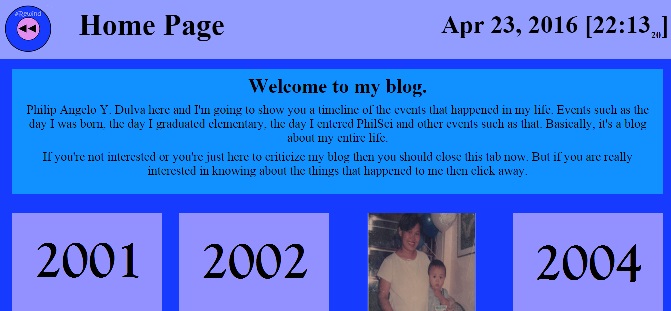 #Rewind
Home Page
Apr 23, 2016 [22:13 20]
Welcome to my blog.
Philip Angelo Y. Dulva here and I'm going to show you a timeline of the events that happened in my life. Events such as the
day I was born, the day I graduated elementary, the day I entered PhilSci and other events such as that. Basically, it's a blog
about my entire life.
If you're not interested or you're just here to criticize my blog then you should close this tab now. But if you are really
interested in knowing about the things that happened to me then click away.
2001
2002
2004